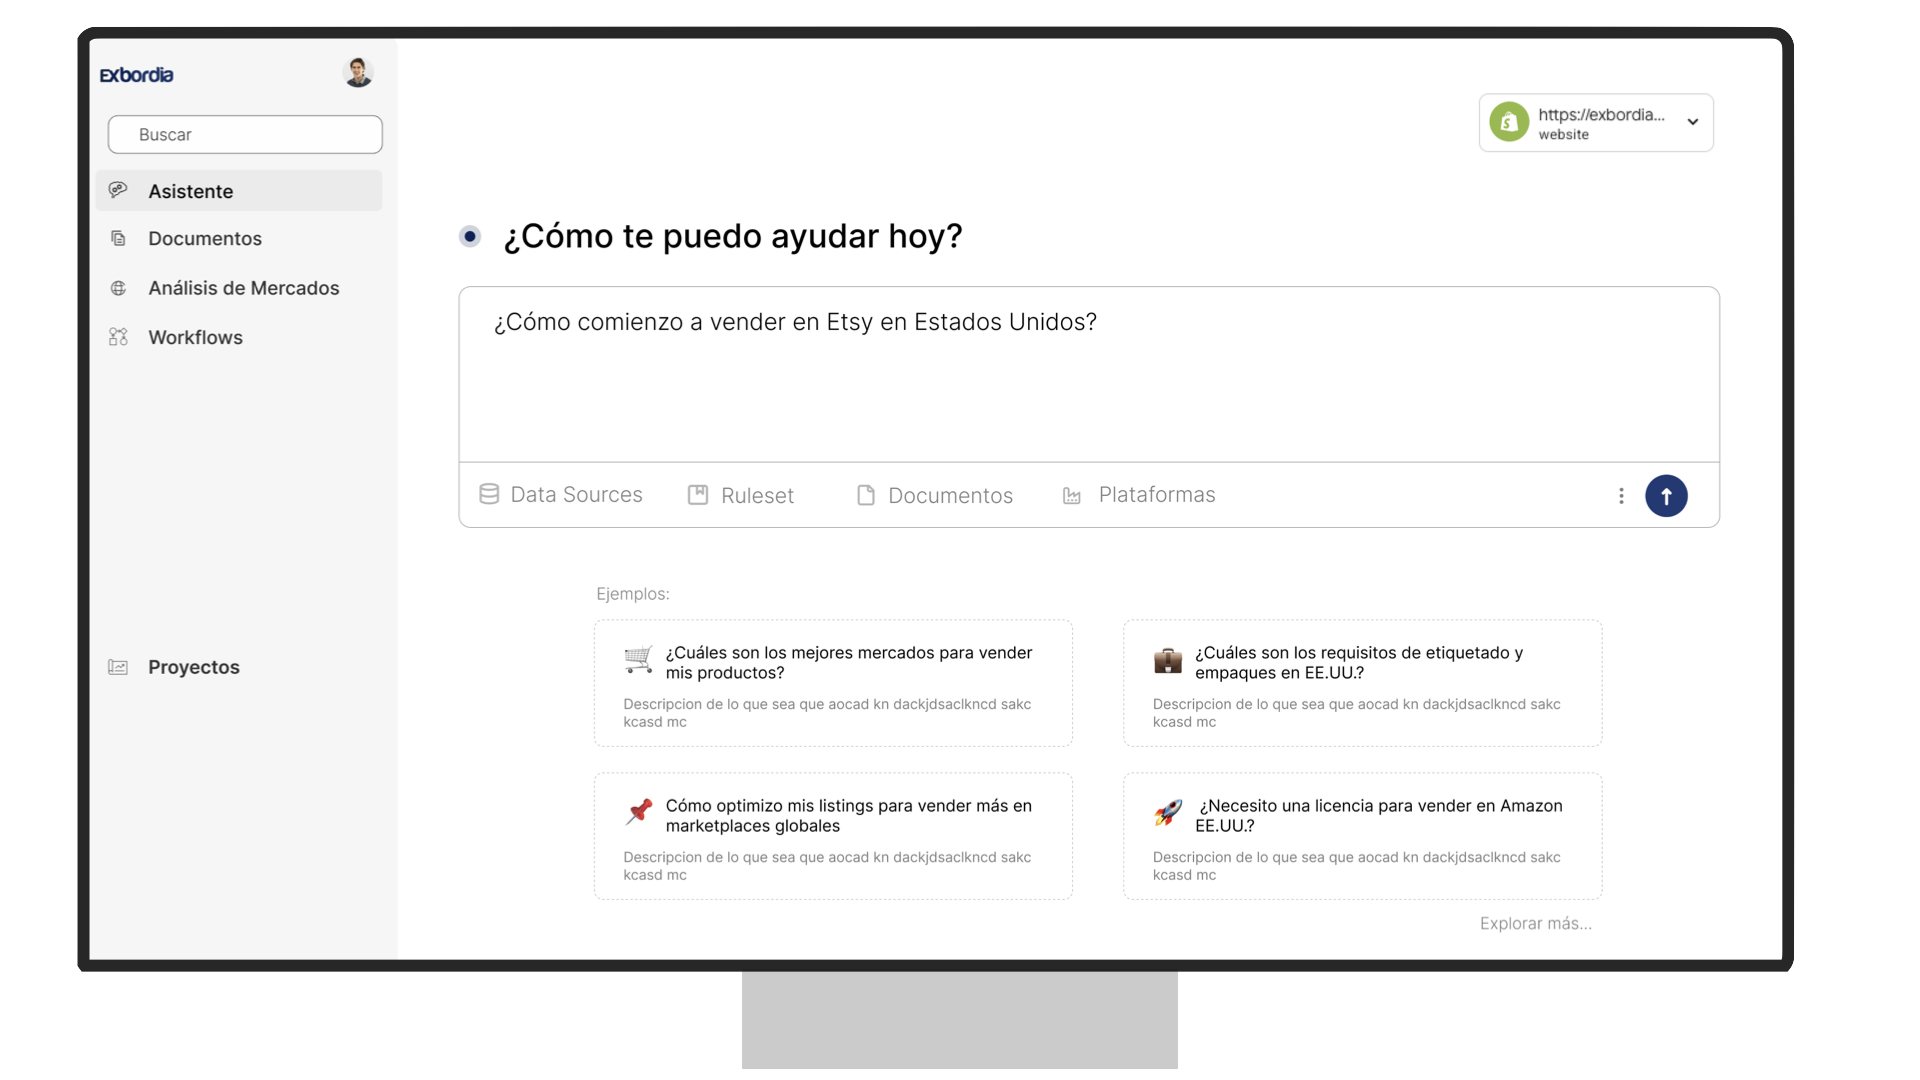 Exbordia
Buscar
Asistente
Documentos
Análisis de Mercados
Workflows
Proyectos
https://exbordia...
website
¿Cómo te puedo ayudar hoy?
¿Cómo comienzo a vender en Etsy en Estados Unidos?
Data Sources
Ruleset
Documentos
Plataformas
Ejemplos:
¿Cuáles son los mejores mercados para vender
mis productos?
Descripcion de lo que sea que aocad kn dackjdsaclkncd sakc
kcasd mc
¿Cuáles son los requisitos de etiquetado y
empaques en EE.UU.?
Descripcion de lo que sea que aocad kn dackjdsaclkncd sakc
kcasd mc
Cómo optimizo mis listings para vender más en
marketplaces globales
Descripcion de lo que sea que aocad kn dackjdsaclkncd sakc
kcasd mc
¿Necesito una licencia para vender en Amazon
EE.UU.?
Descripcion de lo que sea que aocad kn dackjdsaclkncd sakc
kcasd mc
Explorar más...